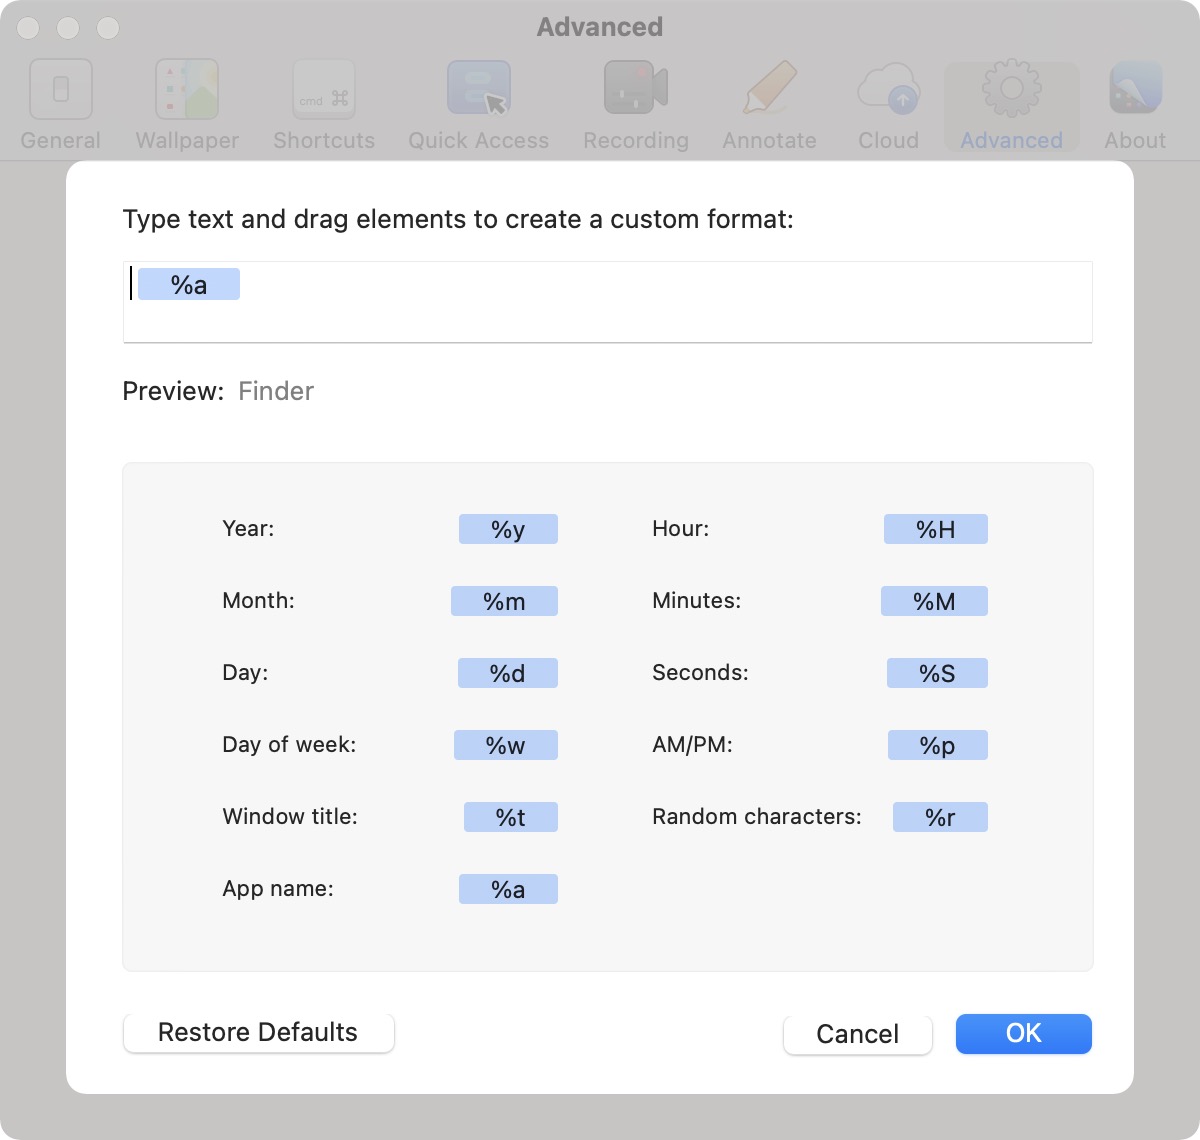 Advanced
cmd ⌘
General Wallpaper Shortcuts Quick Access Recording Annotate Cloud Advanced About
Type text and drag elements to create a custom format:
%a
Preview: Finder
Year: %y Hour: %H
Month: %m Minutes: %M
Day: %d Seconds: %S
Day of week: %w AM/PM: %p
Window title: %t Random characters: %r
App name: %a
Restore Defaults Cancel OK